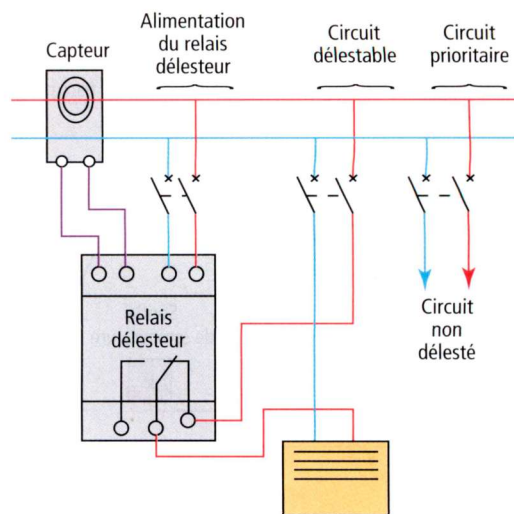 Capteur
Alimentation
du relais
délesteur
Circuit
délestable
Circuit
prioritaire
Relais
délesteur
Circuit
non
délesté